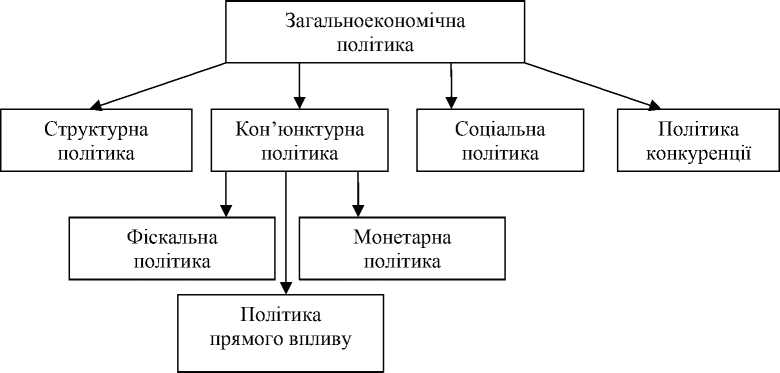 Загальноекономічна
політика
Структурна
політика
Кон’юнктурна
політика
Соціальна
політика
Політика
конкуренції
Фіскальна
політика
Монетарна
політика
Політика
прямого впливу